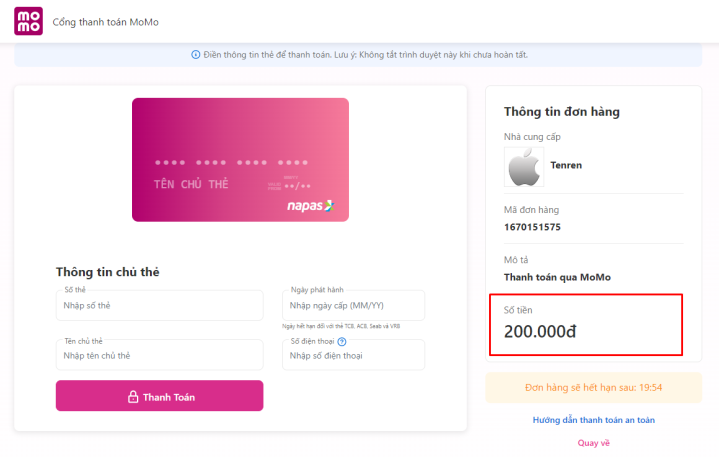 mo
mo
Cổng thanh toán MoMo
Điền thông tin thẻ để thanh toán. Lưu ý: Không tắt trình duyệt này khi chưa hoàn tất.
TÊN CHỦ THẺ
••/••
napas
Thông tin chủ thẻ
Số thẻ
Nhập số thẻ
Ngày phát hành
Nhập ngày cấp (MM/YY)
Ngày hết hạn đối với thẻ TCB, ACB, Seab và VRB
Tên chủ thẻ
Nhập tên chủ thẻ
Số điện thoại
Nhập số điện thoại
Thanh Toán
Thông tin đơn hàng
Nhà cung cấp
Tenren
Mã đơn hàng
1670151575
Mô tả
Thanh toán qua MoMo
Số tiền
200.000đ
Đơn hàng sẽ hết hạn sau: 19:54
Hướng dẫn thanh toán an toàn
Quay về